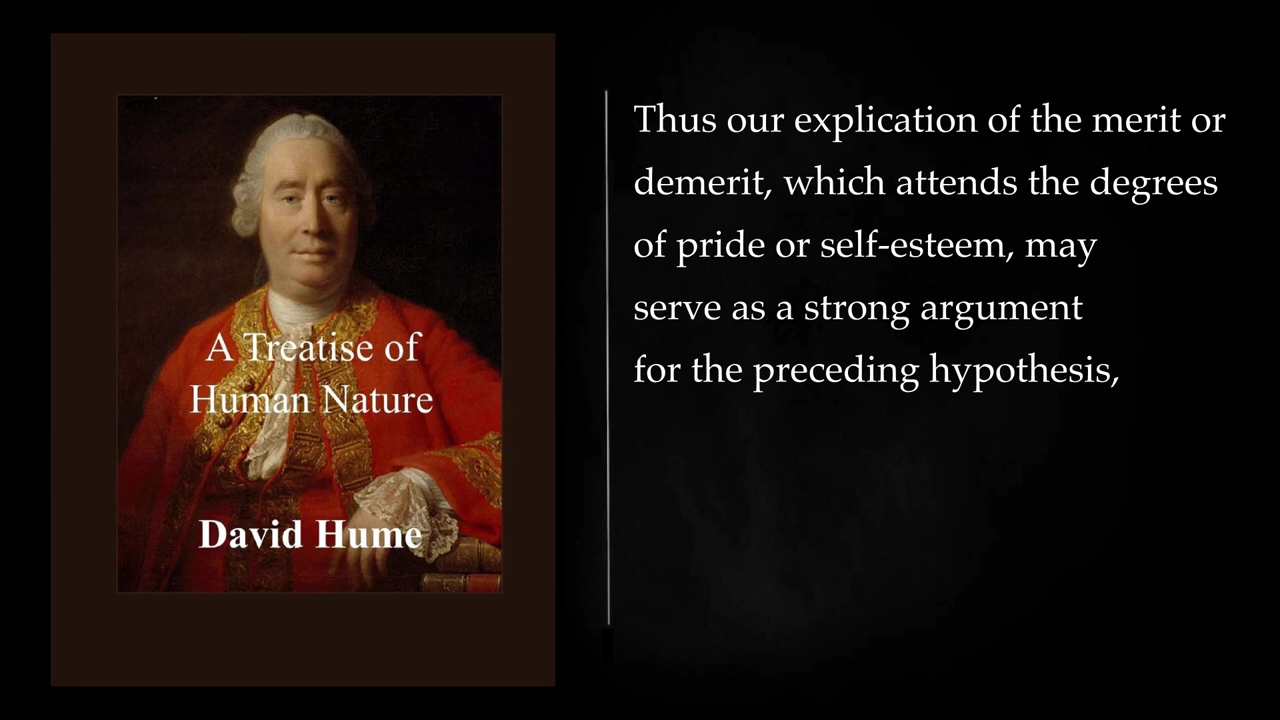 A Treatise of
Human Nature
David Hume
Thus our explication of the merit or
demerit, which attends the degrees
of pride or self-esteem, may
serve as a strong argument
for the preceding hypothesis,